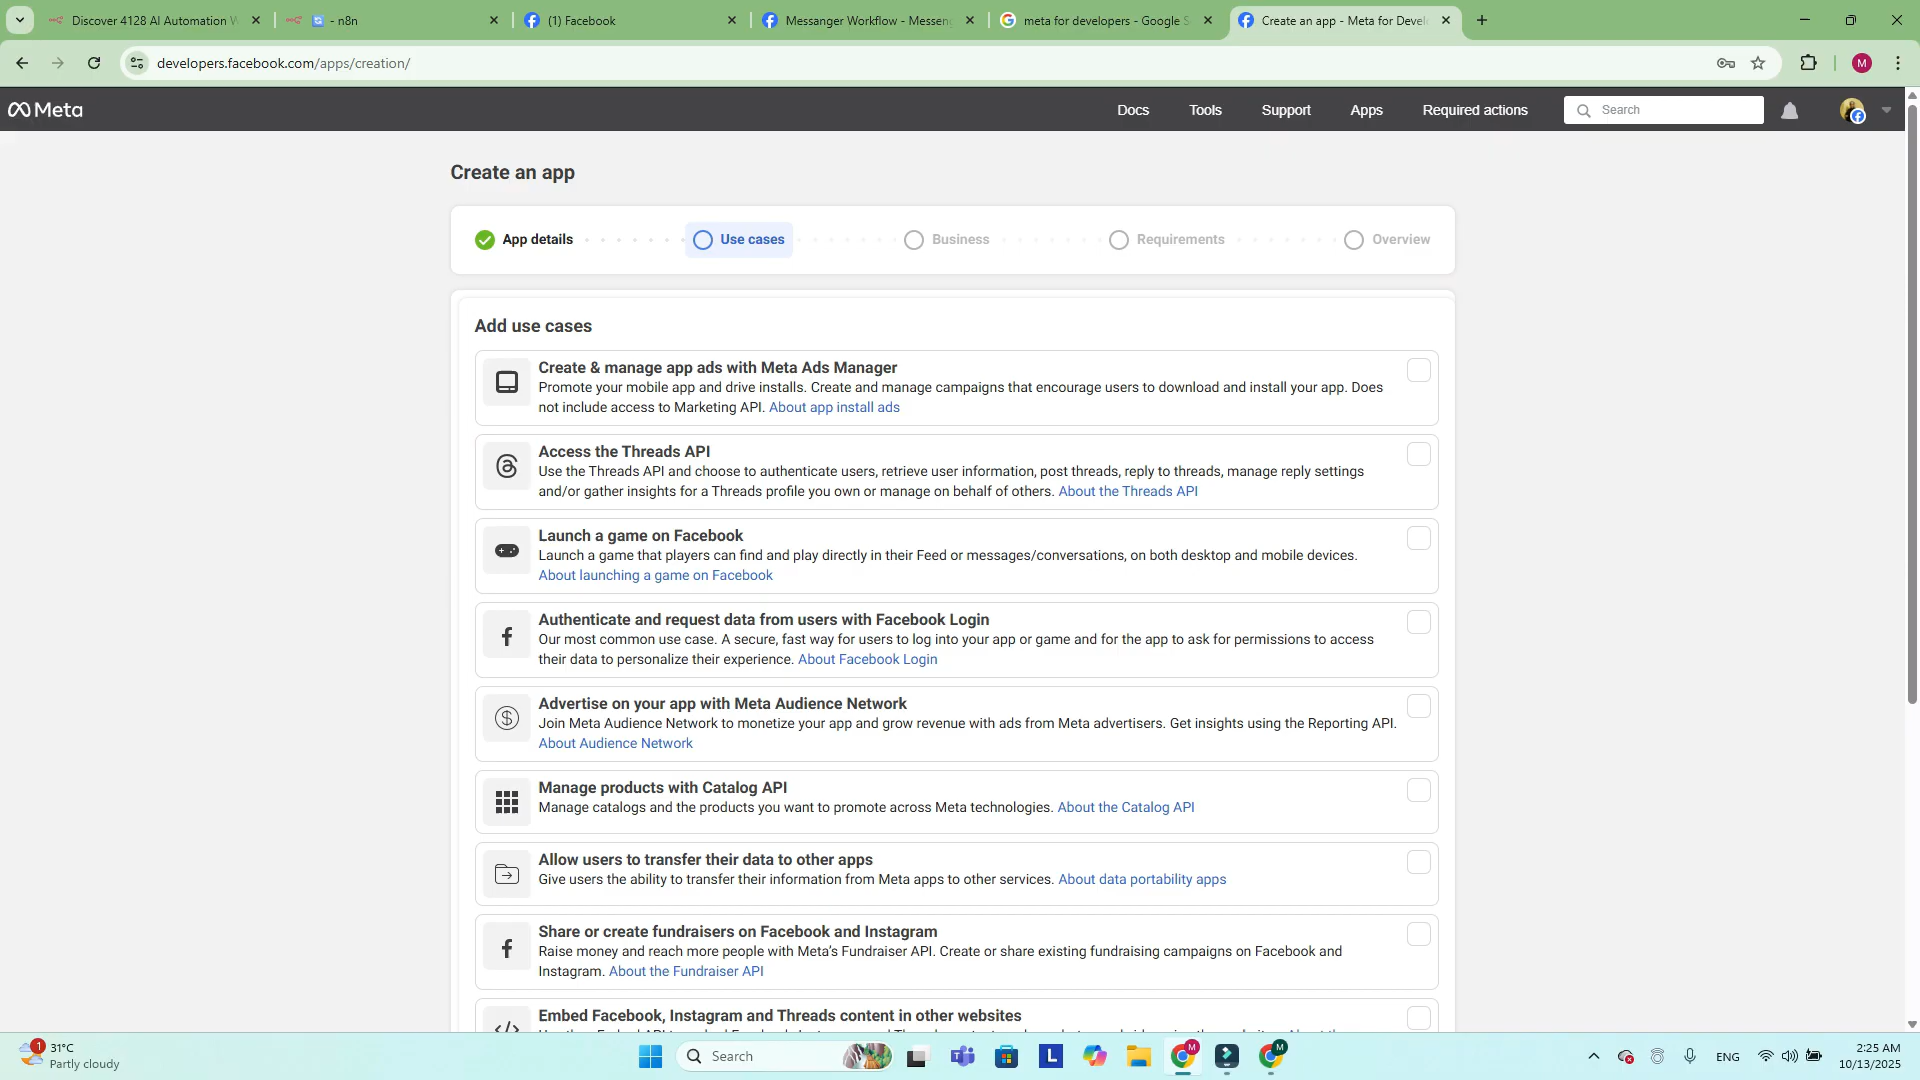 Discover 4128 AI Automation W
- n8n
(1) Facebook
Messanger Workflow - Messen
meta for developers - Google S
Create an app - Meta for Devel
developers.facebook.com/apps/creation/
M
Meta
Docs
Tools
Support
Apps
Required actions
Search
Create an app
App details
Use cases
Business
Requirements
Overview
Add use cases
Create & manage app ads with Meta Ads Manager
Promote your mobile app and drive installs. Create and manage campaigns that encourage users to download and install your app. Does
not include access to Marketing API. About app install ads
Access the Threads API
Use the Threads API and choose to authenticate users, retrieve user information, post threads, reply to threads, manage reply settings
and/or gather insights for a Threads profile you own or manage on behalf of others. About the Threads API
Launch a game on Facebook
Launch a game that players can find and play directly in their Feed or messages/conversations, on both desktop and mobile devices.
About launching a game on Facebook
Authenticate and request data from users with Facebook Login
Our most common use case. A secure, fast way for users to log into your app or game and for the app to ask for permissions to access
their data to personalize their experience. About Facebook Login
Advertise on your app with Meta Audience Network
Join Meta Audience Network to monetize your app and grow revenue with ads from Meta advertisers. Get insights using the Reporting API.
About Audience Network
Manage products with Catalog API
Manage catalogs and the products you want to promote across Meta technologies. About the Catalog API
Allow users to transfer their data to other apps
Give users the ability to transfer their information from Meta apps to other services. About data portability apps
Share or create fundraisers on Facebook and Instagram
Raise money and reach more people with Meta’s Fundraiser API. Create or share existing fundraising campaigns on Facebook and
Instagram. About the Fundraiser API
Embed Facebook, Instagram and Threads content in other websites
1
31°C
Partly cloudy
Search
L
M
M
ENG
2:25 AM
10/13/2025